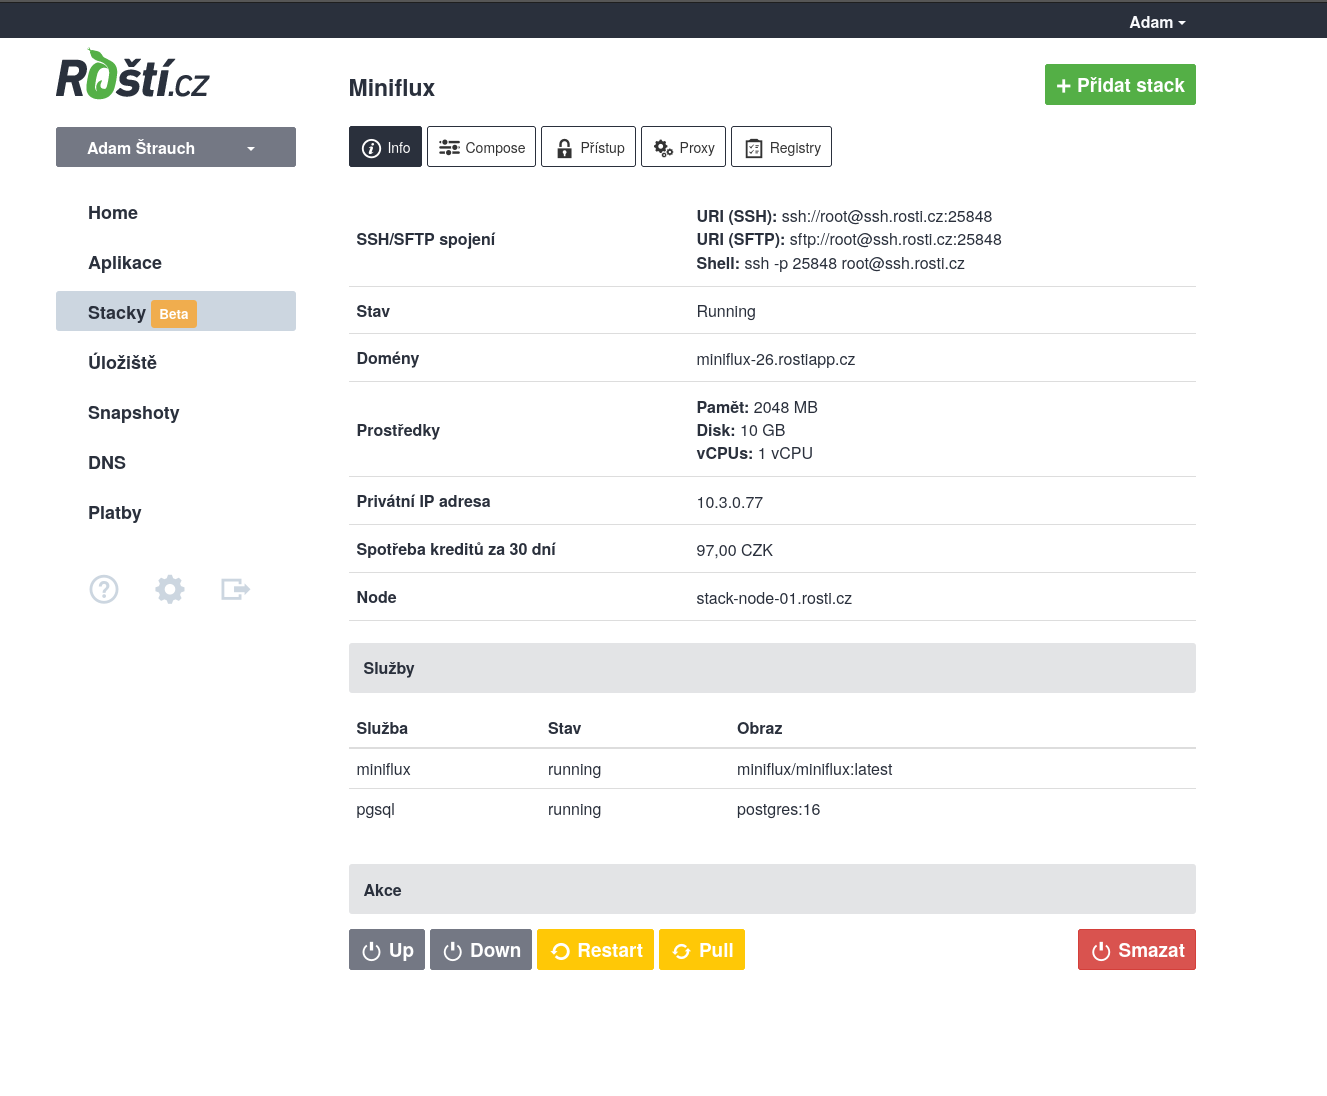 Adam
Roští.cz
Miniflux
+ Přidat stack
Adam Štrauch
Info
Compose
Přístup
Proxy
Registry
Home
Aplikace
Stacky Beta
Úložiště
Snapshoty
DNS
Platby
SSH/SFTP spojení
URI (SSH): ssh://root@ssh.rosti.cz:25848
URI (SFTP): sftp://root@ssh.rosti.cz:25848
Shell: ssh -p 25848 root@ssh.rosti.cz
Stav
Running
Domény
miniflux-26.rostiapp.cz
Prostředky
Pamět: 2048 MB
Disk: 10 GB
vCPUs: 1 vCPU
Privátní IP adresa
10.3.0.77
Spotřeba kreditů za 30 dní
97,00 CZK
Node
stack-node-01.rosti.cz
Služby
Služba Stav Obraz
miniflux running miniflux/miniflux:latest
pgsql running postgres:16
Akce
Up
Down
Restart
Pull
Smazat